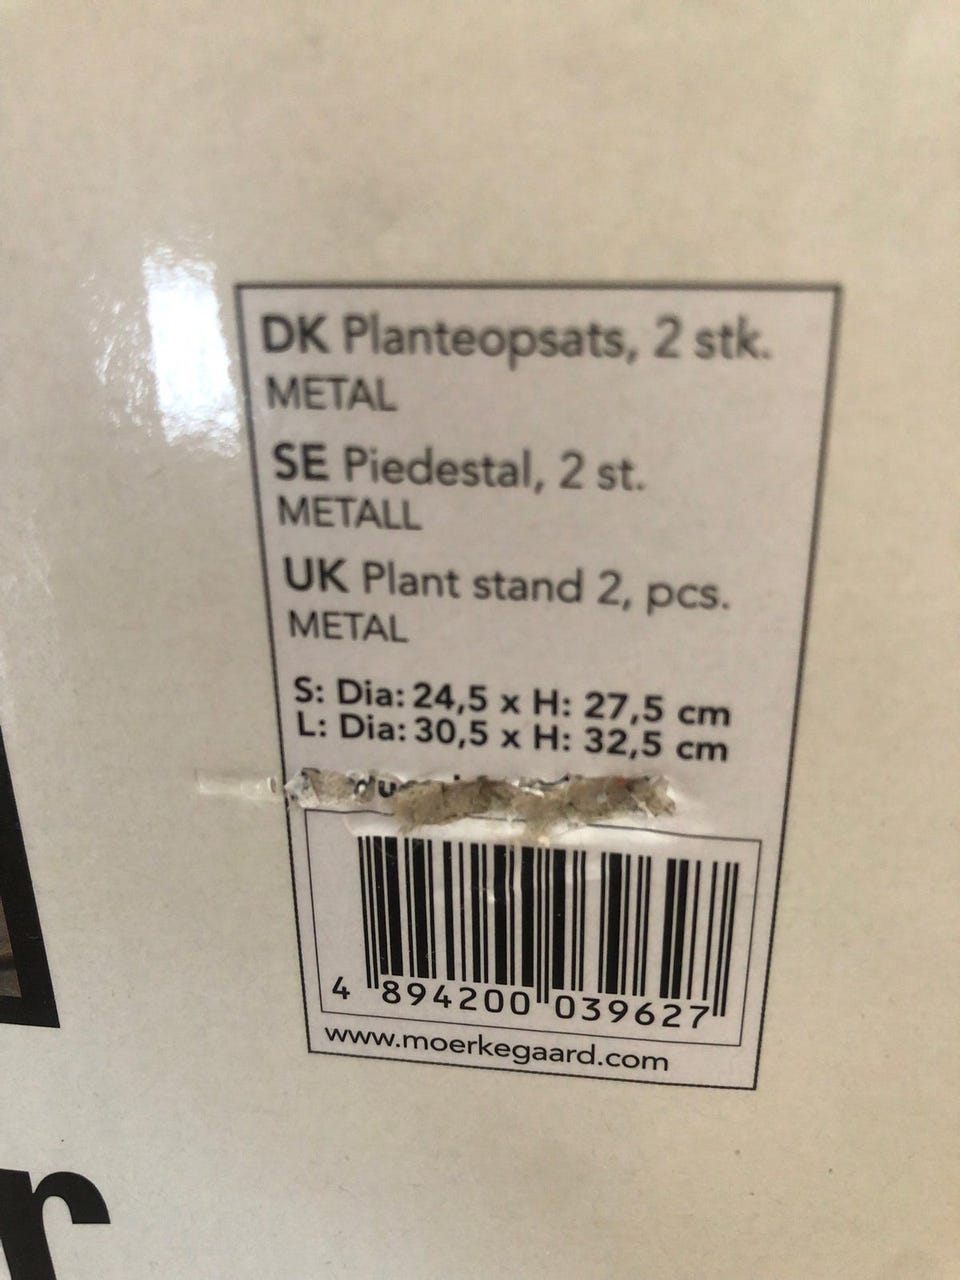 DK Planteopsats, 2 stk.
METAL
SE Piedestal, 2 st.
METALL
UK Plant stand 2, pcs.
METAL
S: Dia: 24,5 x H: 27,5 cm
L: Dia: 30,5 x H: 32,5 cm
4 894200 039627
www.moerkegaard.com
r